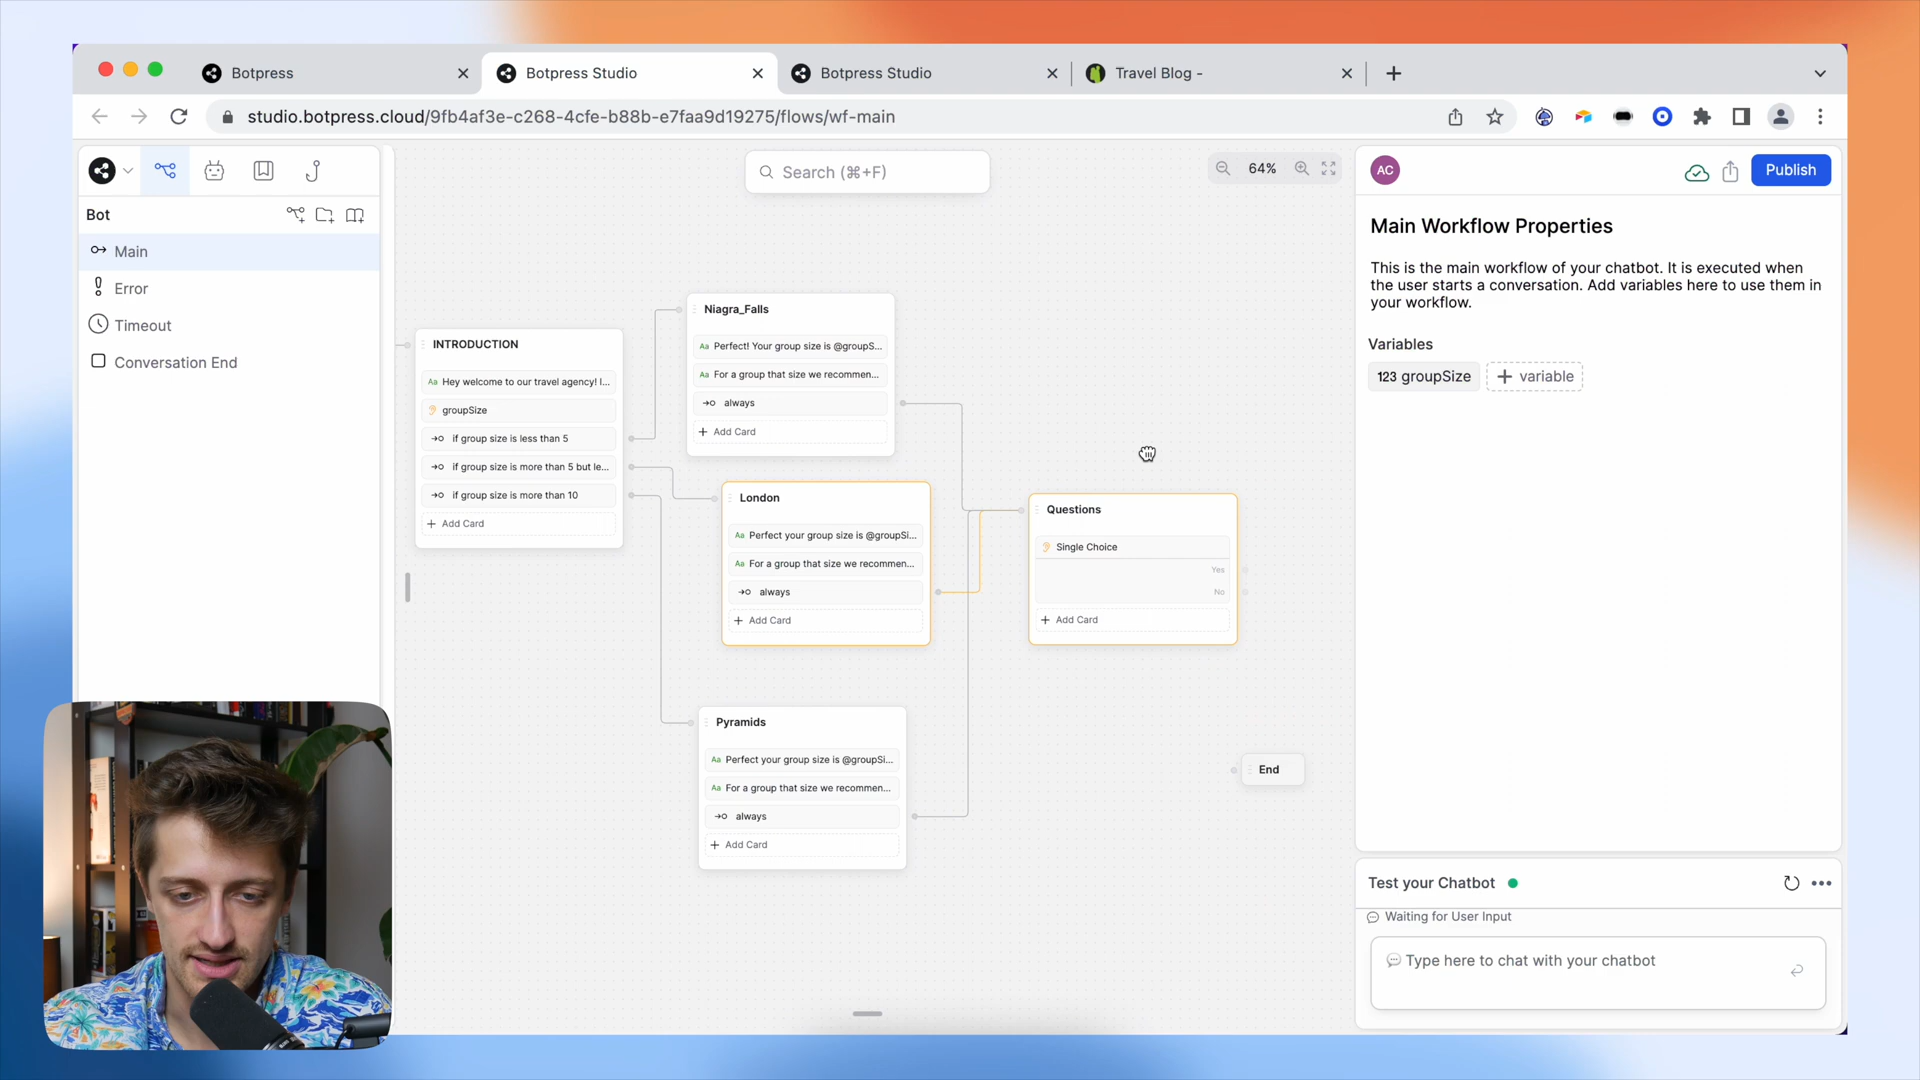 Botpress
Botpress Studio
Botpress Studio
Travel Blog -
studio.botpress.cloud/9fb4af3e-c268-4cfe-b88b-e7faa9d19275/flows/wf-main
Search (⌘+F)
64%
AC
Publish
Bot
Main
Error
Timeout
Conversation End
Main Workflow Properties
This is the main workflow of your chatbot. It is executed when
the user starts a conversation. Add variables here to use them in
your workflow.
Variables
123 groupSize
+ variable
INTRODUCTION
Aa Hey welcome to our travel agency! I...
groupSize
if group size is less than 5
if group size is more than 5 but le...
if group size is more than 10
+ Add Card
Niagra_Falls
Aa Perfect! Your group size is @groupS...
Aa For a group that size we recommen...
always
+ Add Card
London
Aa Perfect your group size is @groupSi...
Aa For a group that size we recommen...
always
+ Add Card
Questions
Single Choice
Yes
No
+ Add Card
Pyramids
Aa Perfect your group size is @groupSi...
Aa For a group that size we recommen...
always
+ Add Card
End
Test your Chatbot
Waiting for User Input
Type here to chat with your chatbot